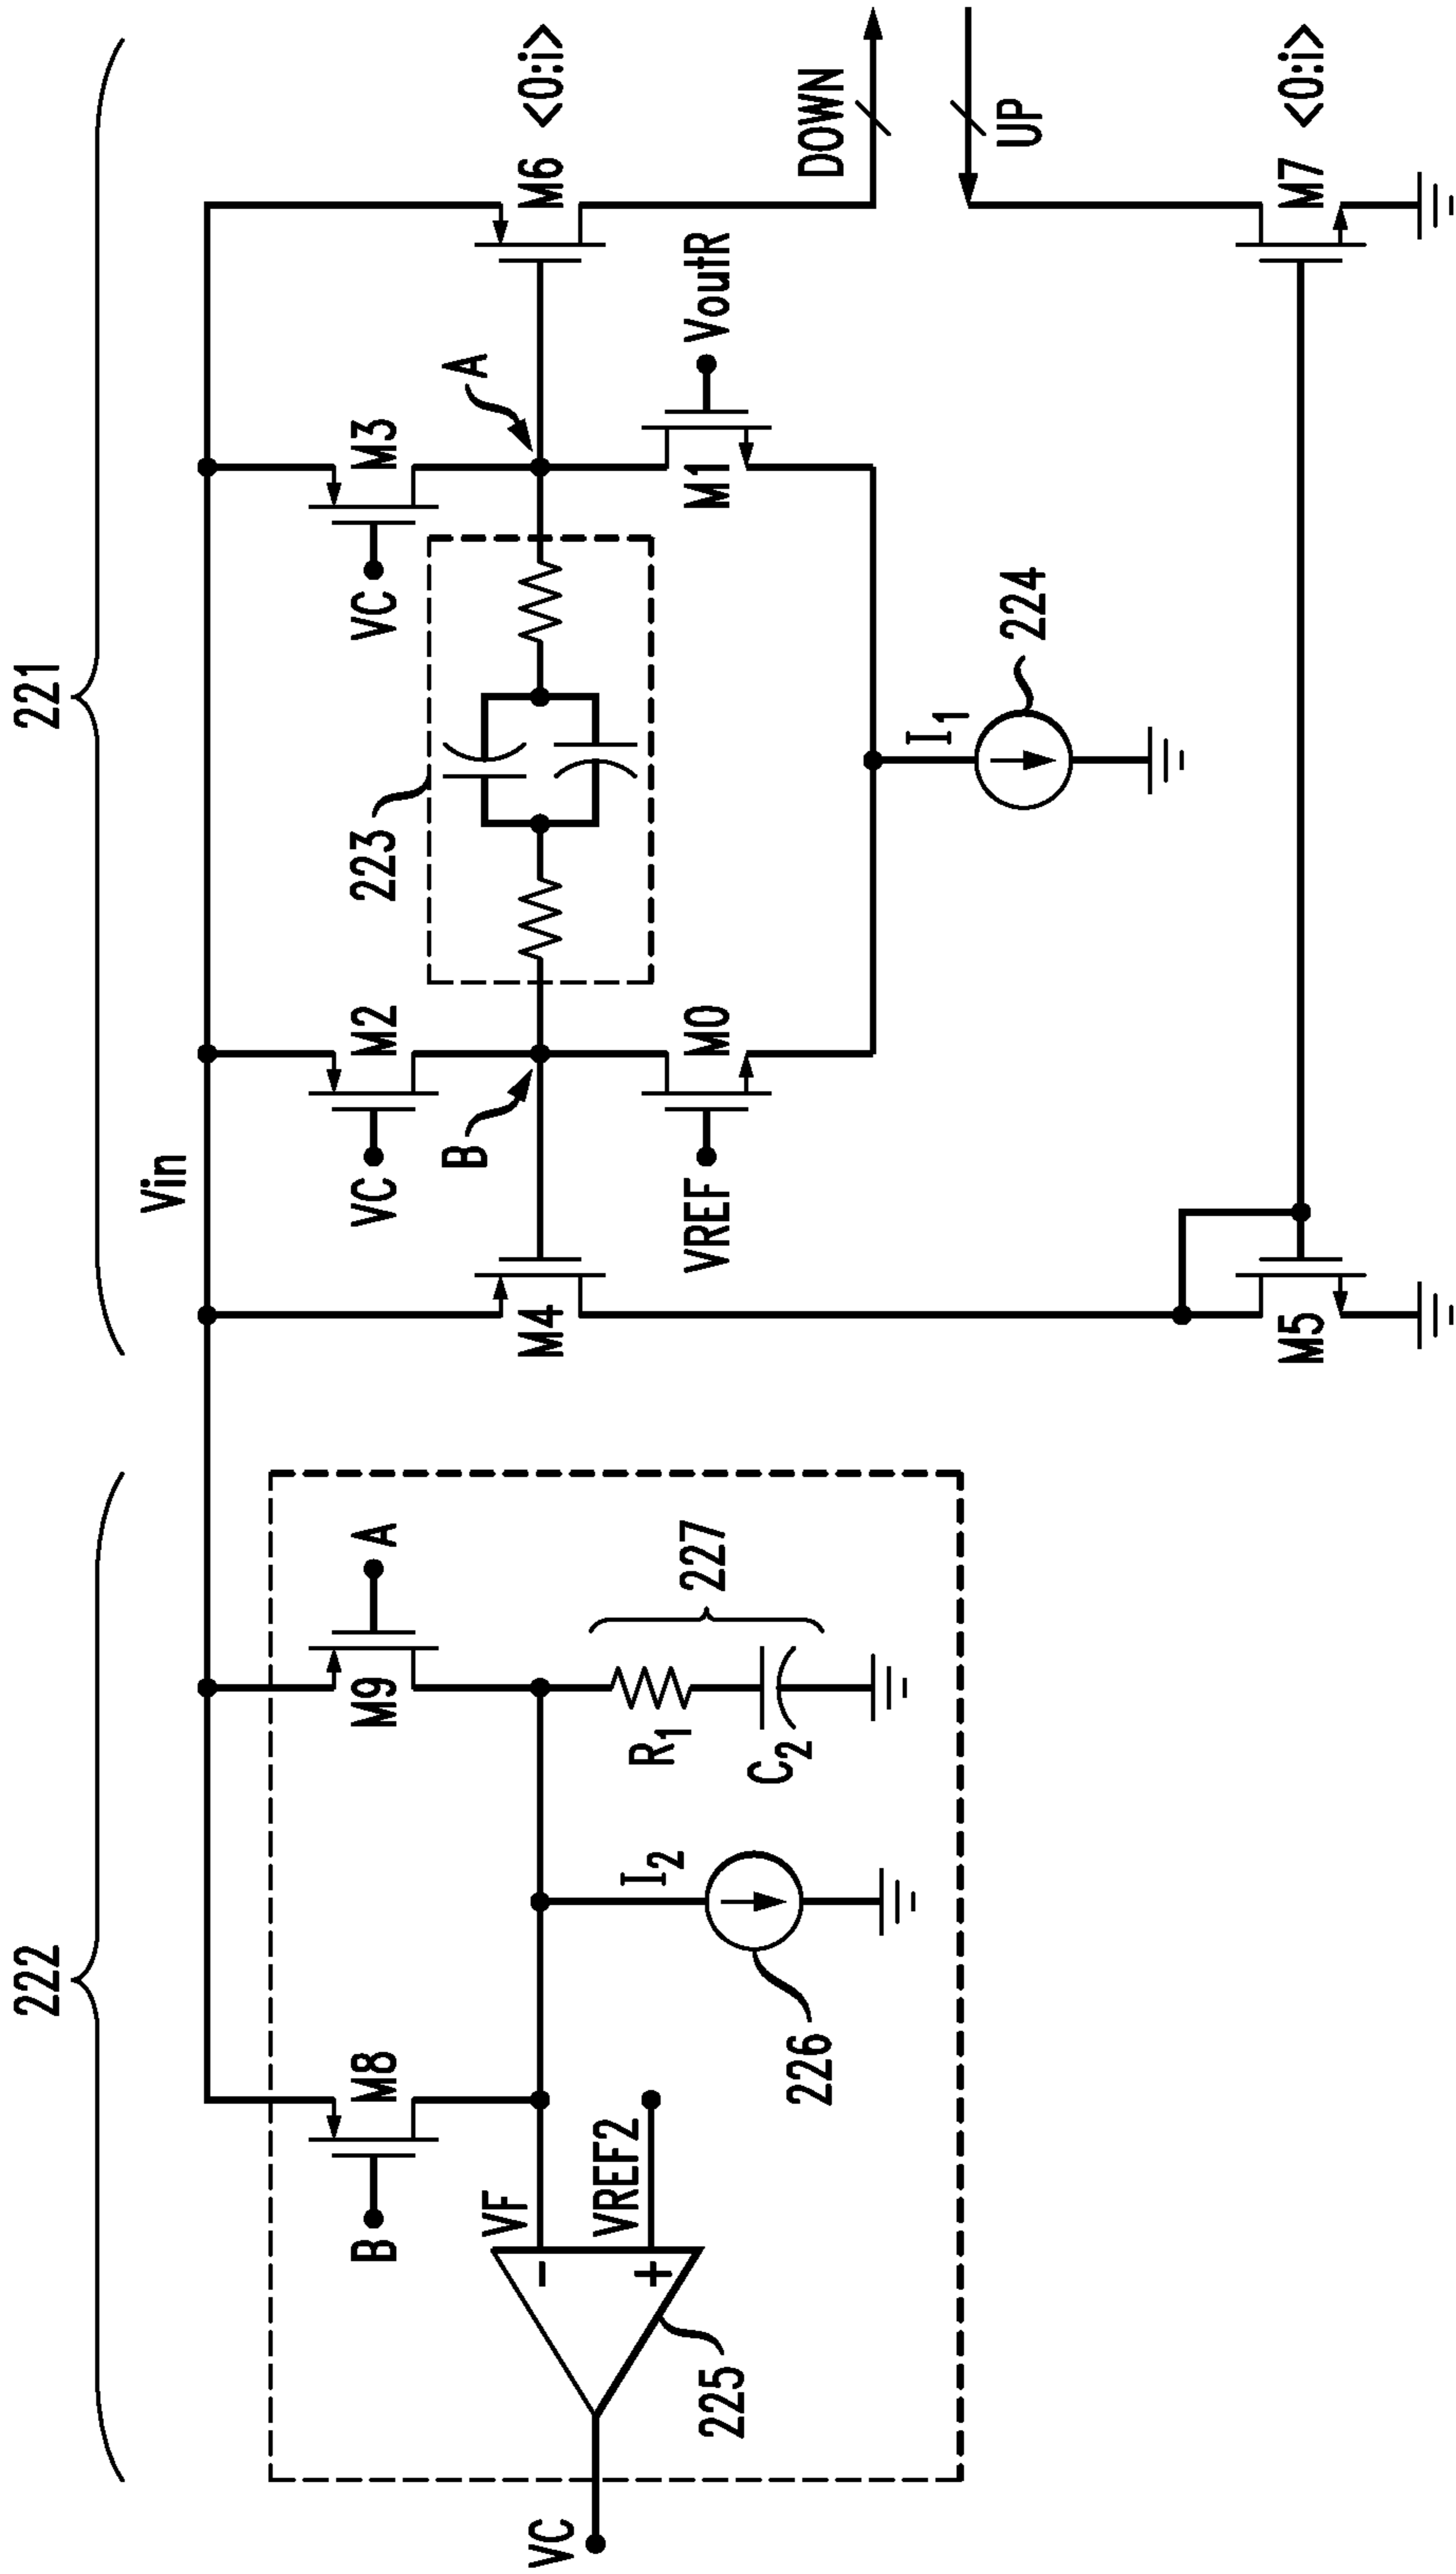 222
221
Vin
B
M8
M9
A
VC
M2
VC
M3
223
B
A
M4
M6 <0:i>
VF
VREF2
VC
225
226
I2
R1
C2
227
VREF
M0
M1
VoutR
DOWN
UP
I1
224
M5
M7 <0:i>
−
+